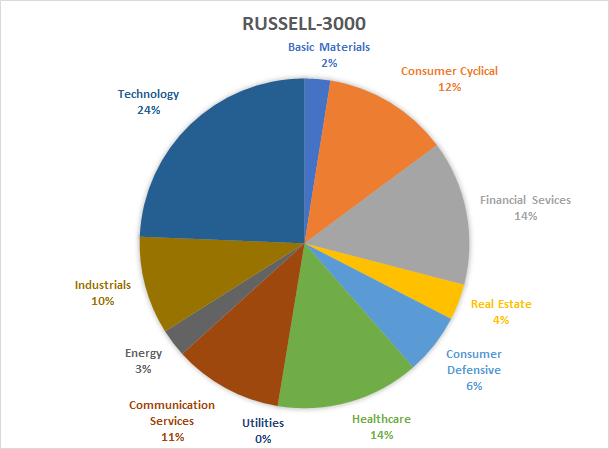 RUSSELL-3000
Basic Materials
2%
Consumer Cyclical
12%
Financial Sevices
14%
Real Estate
4%
Consumer
Defensive
6%
Healthcare
14%
Utilities
0%
Communication
Services
11%
Energy
3%
Industrials
10%
Technology
24%